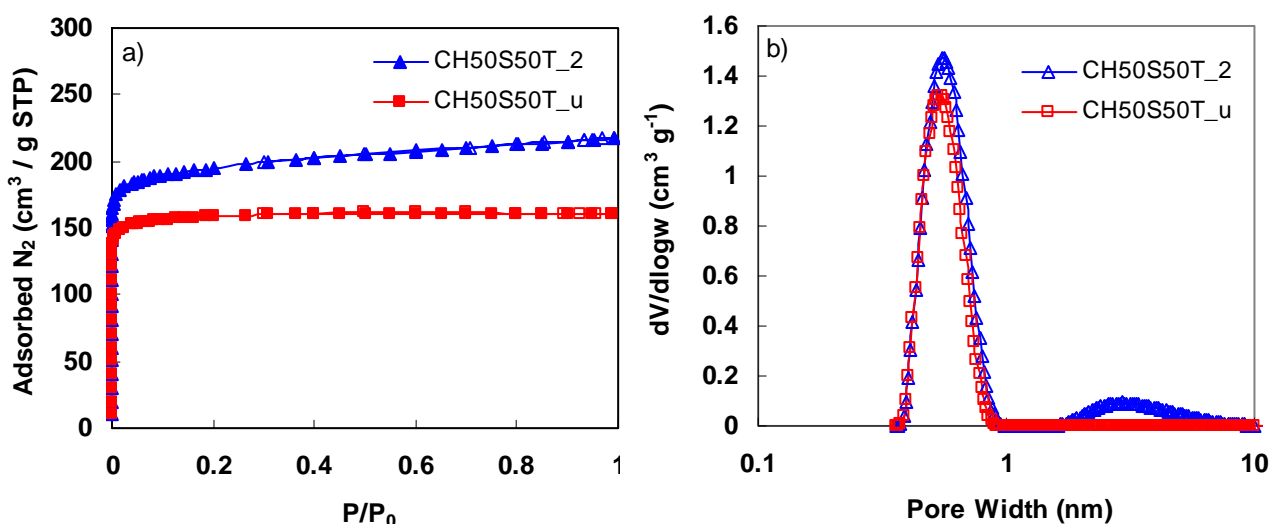 a)
CH50S50T_2
CH50S50T_u
Adsorbed N₂ (cm³ / g STP)
300
250
200
150
100
50
0
0
0.2
0.4
0.6
0.8
1
P/P₀
b)
CH50S50T_2
CH50S50T_u
dV/dlogw (cm³ g⁻¹)
1.6
1.4
1.2
1
0.8
0.6
0.4
0.2
0
0.1
1
10
Pore Width (nm)